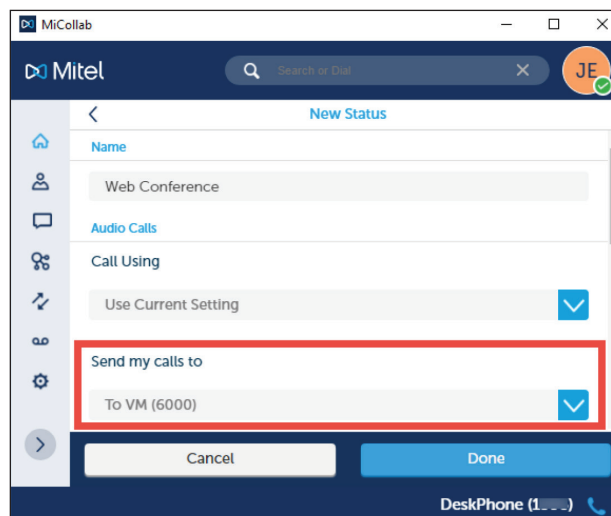 MiCollab
Mitel
Search or Dial
JE
New Status
Name
Web Conference
Audio Calls
Call Using
Use Current Setting
Send my calls to
To VM (6000)
Cancel
Done
DeskPhone (1